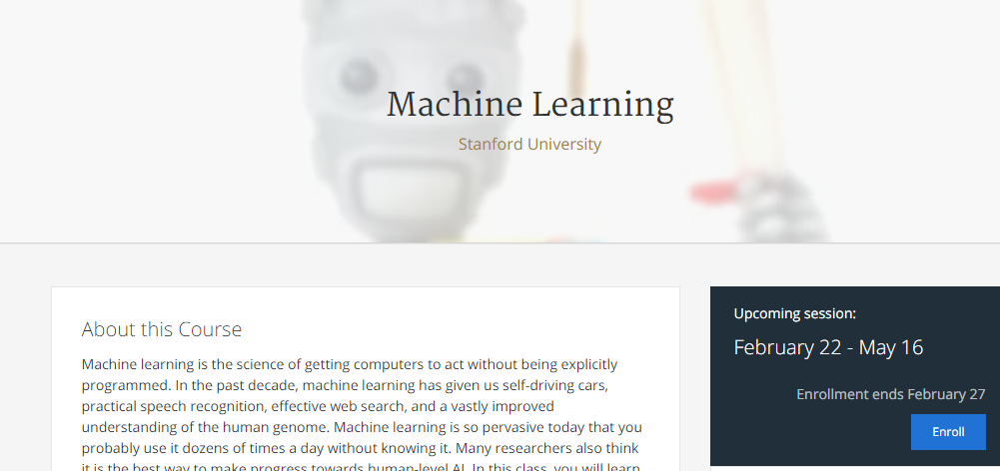 Machine Learning
Stanford University
About this Course
Machine learning is the science of getting computers to act without being explicitly
programmed. In the past decade, machine learning has given us self-driving cars,
practical speech recognition, effective web search, and a vastly improved
understanding of the human genome. Machine learning is so pervasive today that you
probably use it dozens of times a day without knowing it. Many researchers also think
it is the best way to make progress towards human-level AI. In this class, you will learn
Upcoming session:
February 22 - May 16
Enrollment ends February 27
Enroll